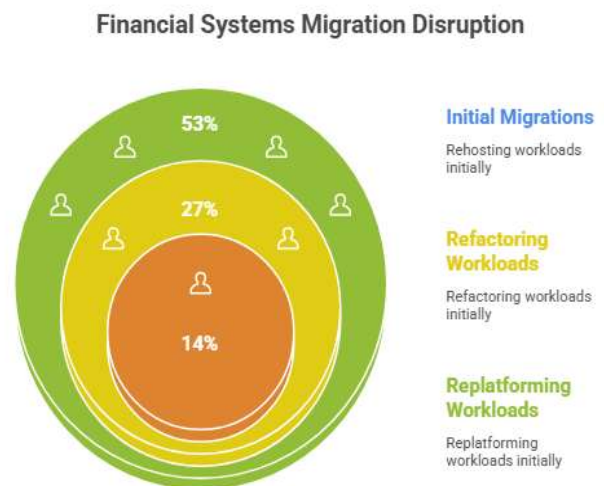 Financial Systems Migration Disruption
53%
27%
14%
Initial Migrations
Rehosting workloads
initially
Refactoring
Workloads
Refactoring workloads
initially
Replatforming
Workloads
Replatforming
workloads initially